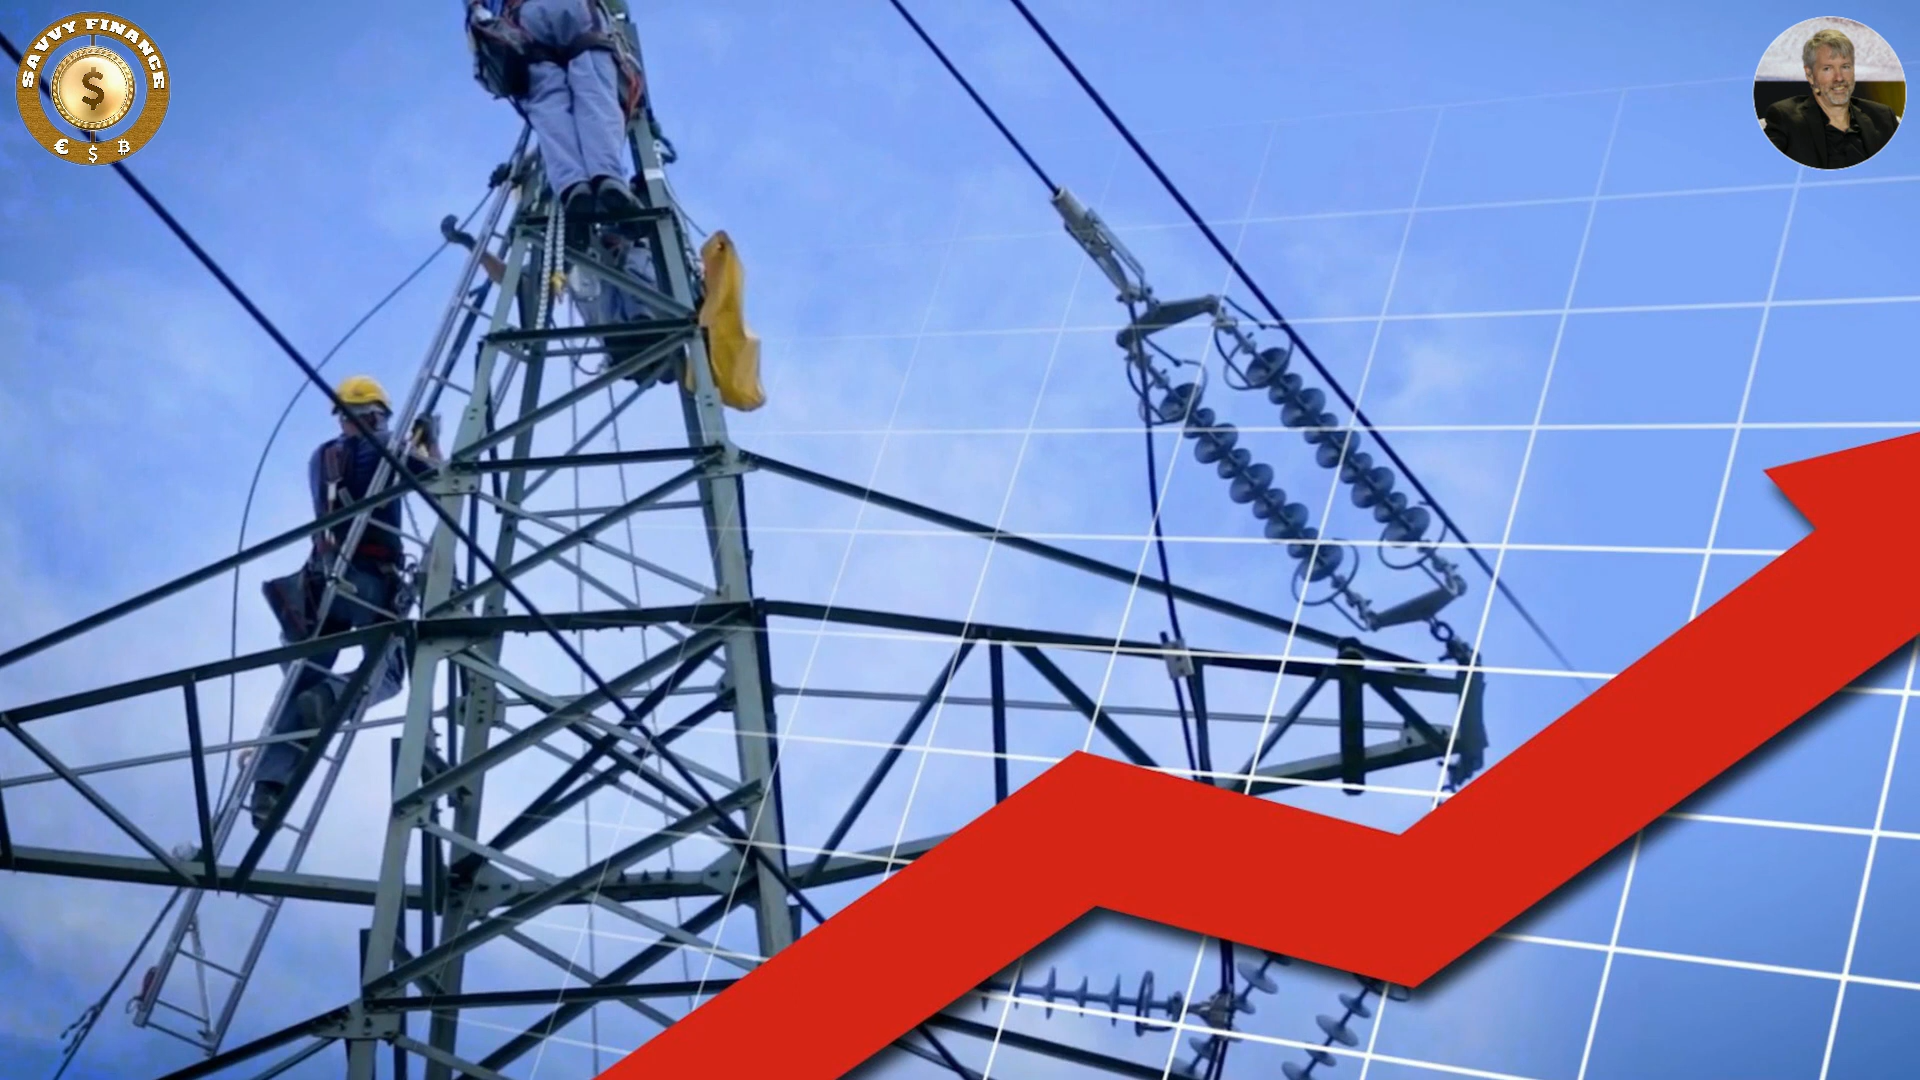 SAVVY FINANCE
$
€ $ ₿